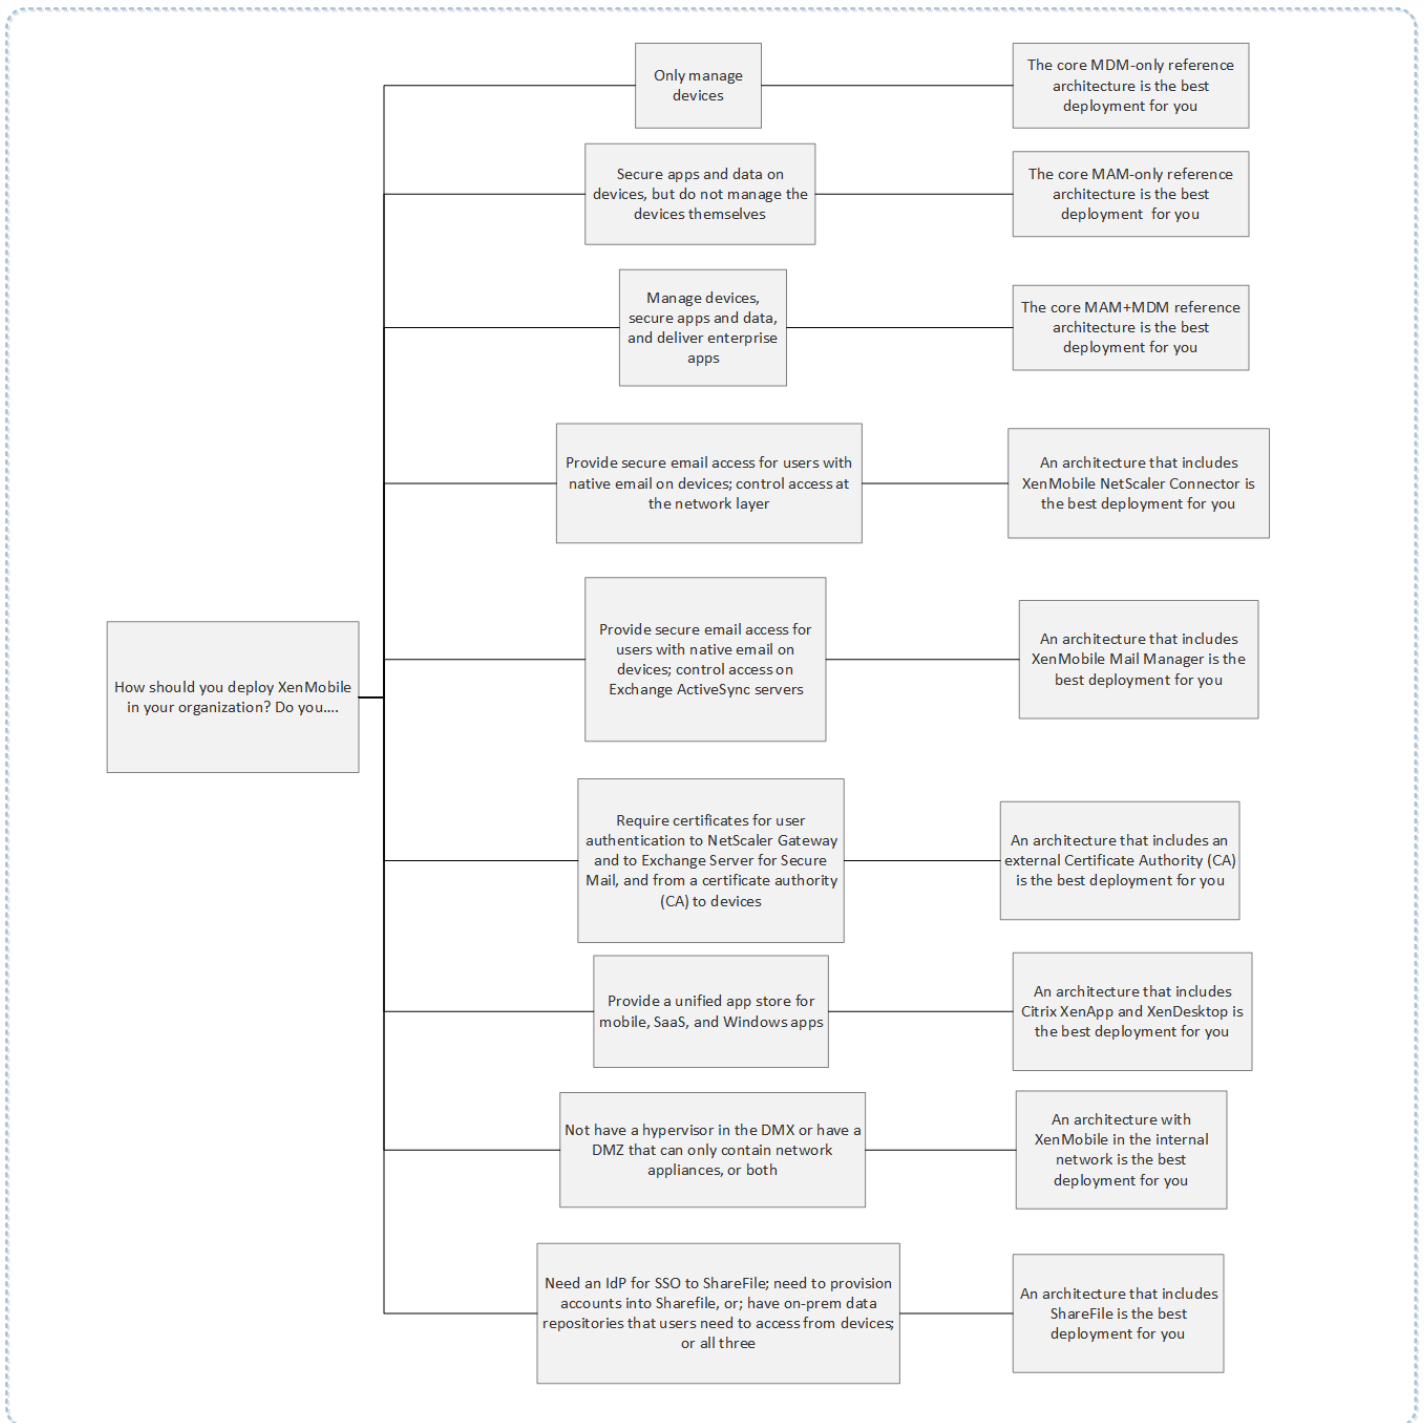 Only manage
devices
The core MDM-only reference
architecture is the best
deployment for you
Secure apps and data on
devices, but do not manage the
devices themselves
The core MAM-only reference
architecture is the best
deployment  for you
Manage devices,
secure apps and data,
and deliver enterprise
apps
The core MAM+MDM reference
architecture is the best
deployment for you
Provide secure email access for users with
native email on devices; control access at
the network layer
An architecture that includes
XenMobile NetScaler Connector is
the best deployment for you
How should you deploy XenMobile
in your organization? Do you....
Provide secure email access for
users with native email on
devices; control access on
Exchange ActiveSync servers
An architecture that includes
XenMobile Mail Manager is the
best deployment for you
Require certificates for user
authentication to NetScaler Gateway
and to Exchange Server for Secure
Mail, and from a certificate authority
(CA) to devices
An architecture that includes an
external Certificate Authority (CA)
is the best deployment for you
Provide a unified app store for
mobile, SaaS, and Windows apps
An architecture that includes
Citrix XenApp and XenDesktop is
the best deployment for you
Not have a hypervisor in the DMX or have a
DMZ that can only contain network
appliances, or both
An architecture with
XenMobile in the internal
network is the best
deployment for you
Need an IdP for SSO to ShareFile; need to provision
accounts into Sharefile, or; have on-prem data
repositories that users need to access from devices;
or all three
An architecture that includes
ShareFile is the best
deployment for you